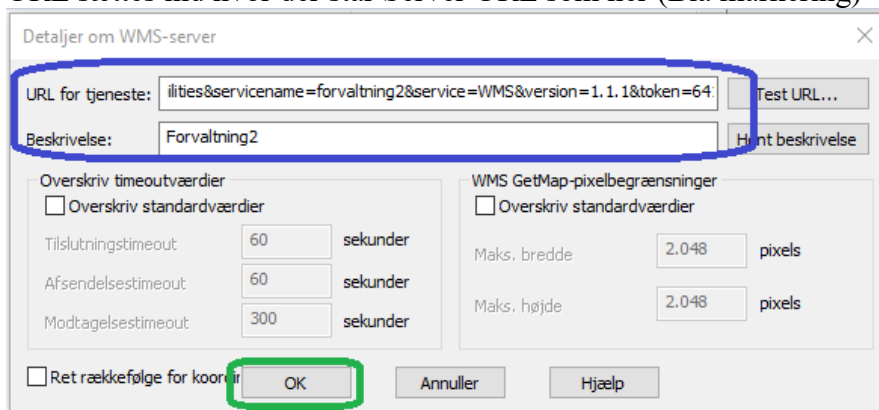 Detaljer om WMS-server
URL for tjeneste: ilities&servicename=forvaltning2&service=WMS&version=1.1.1&token=64 Test URL...
Beskrivelse: Forvaltning2 Hent beskrivelse
Overskriv timeoutværdier WMS GetMap-pixelbegrænsninger
Overskriv standardværdier Overskriv standardværdier
Tilslutningstimeout 60 sekunder Maks. bredde 2.048 pixels
Afsendelsestimeout 60 sekunder
Maks. højde 2.048 pixels
Modtagelsestimeout 300 sekunder
Ret rækkefølge for koordin OK Annuller Hjælp